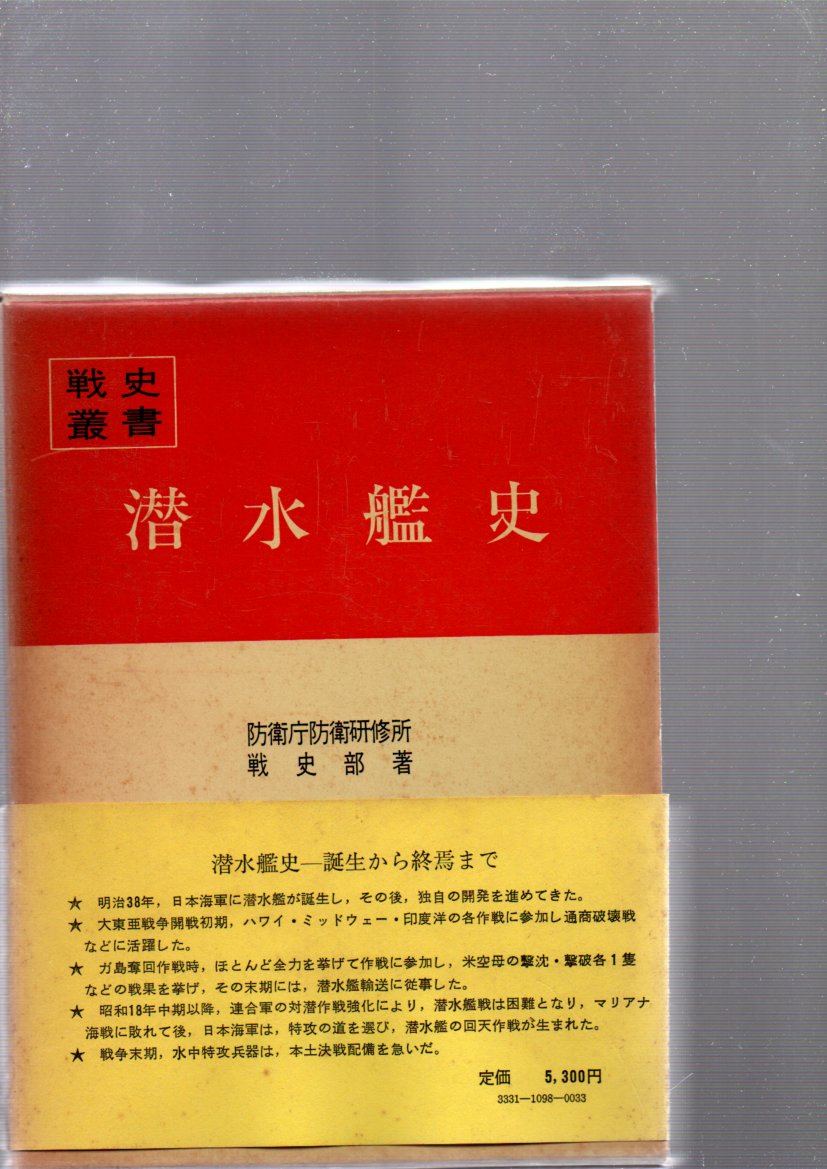 戦史
叢書
潜水艦史
防衛庁防衛研修所
戦史部著
潜水艦史―誕生から終焉まで
★ 明治38年，日本海軍に潜水艦が誕生し，その後，独自の開発を進めてきた。
★ 大東亜戦争開戦初期，ハワイ・ミッドウェー・印度洋の各作戦に参加し通商破壊戦
などに活躍した。
★ ガ島奪回作戦時，ほとんど全力を挙げて作戦に参加し，米空母の撃沈・撃破各1隻
などの戦果を挙げ，その末期には，潜水艦輸送に従事した。
★ 昭和18年中期以降，連合軍の対潜作戦強化により，潜水艦戦は困難となり，マリアナ
海戦に敗れて後，日本海軍は，特攻の道を選び，潜水艦の回天作戦が生まれた。
★ 戦争末期，水中特攻兵器は，本土決戦配備を急いだ。
定価 5,300円
3331―1098―0033